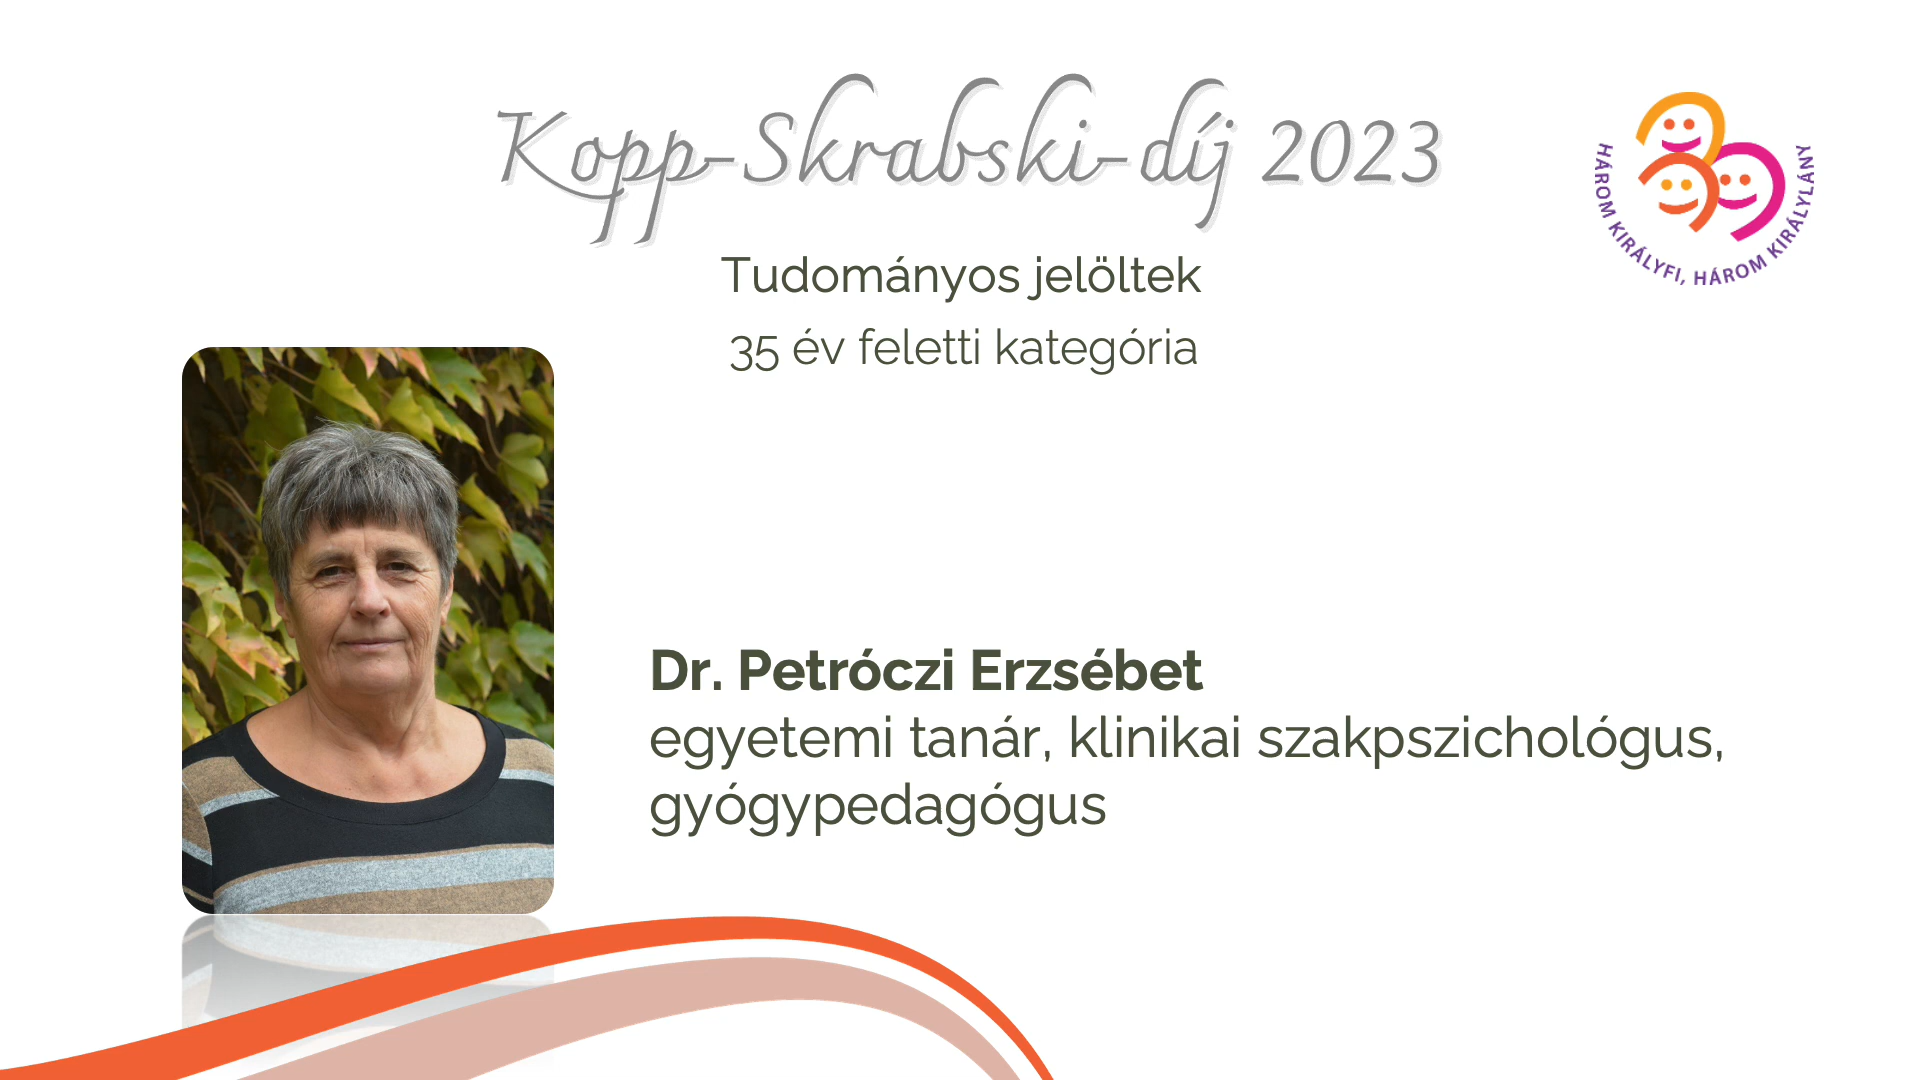 Kopp-Skrabski-díj 2023
HÁROM KIRÁLYFI, HÁROM KIRÁLYLÁNY
Tudományos jelöltek
35 év feletti kategória
Dr. Petróczi Erzsébet
egyetemi tanár, klinikai szakpszichológus,
gyógypedagógus